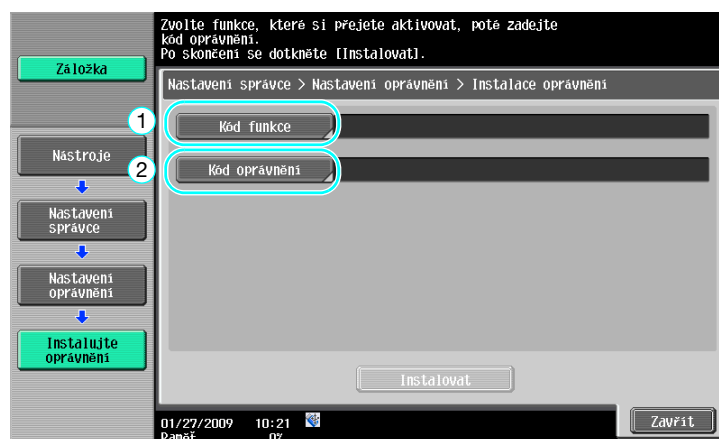 Zvolte funkce, které si přejete aktivovat, poté zadejte
kód oprávnění.
Po skončení se dotkněte [Instalovat].
Záložka
Nastavení správce > Nastavení oprávnění > Instalace oprávnění
1
Kód funkce
Nástroje
2
Kód oprávnění
Nastavení
správce
Nastavení
oprávnění
Instalujte
oprávnění
Instalovat
01/27/2009 10:21
Zavřít
Paměť 0%